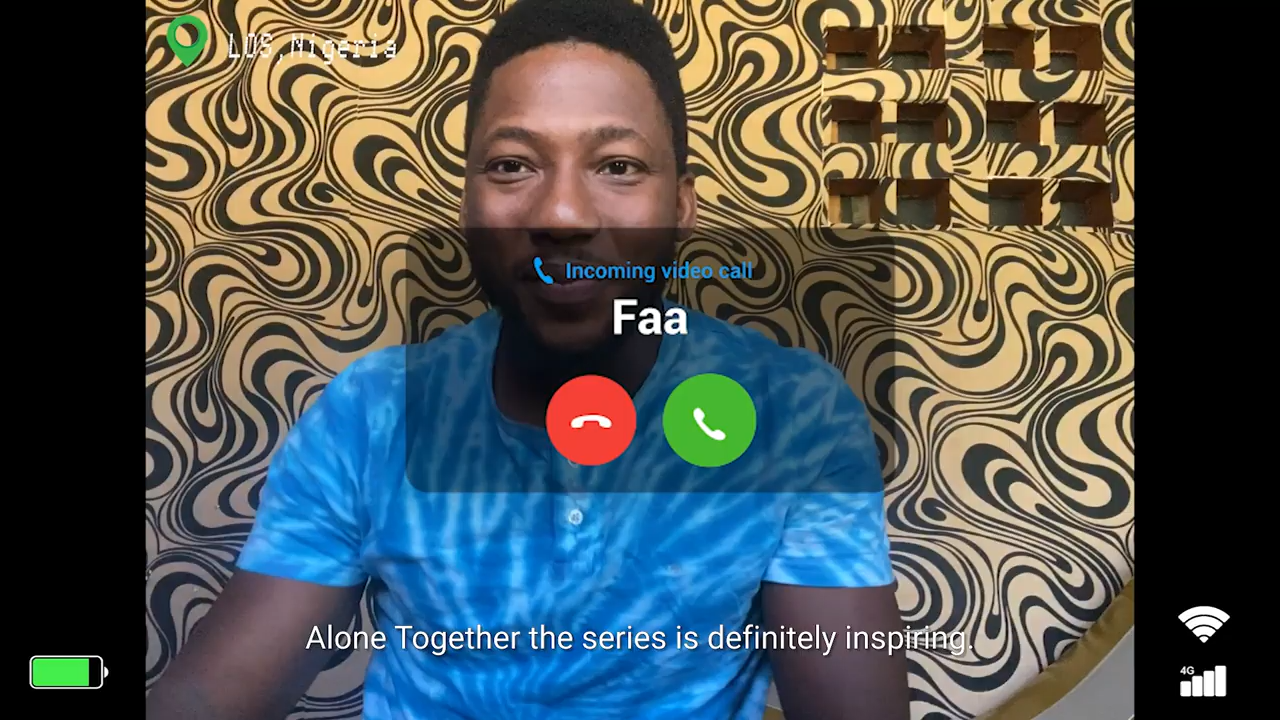 LOS,Nigeria
Incoming video call
Faa
Alone Together the series is definitely inspiring.
4G